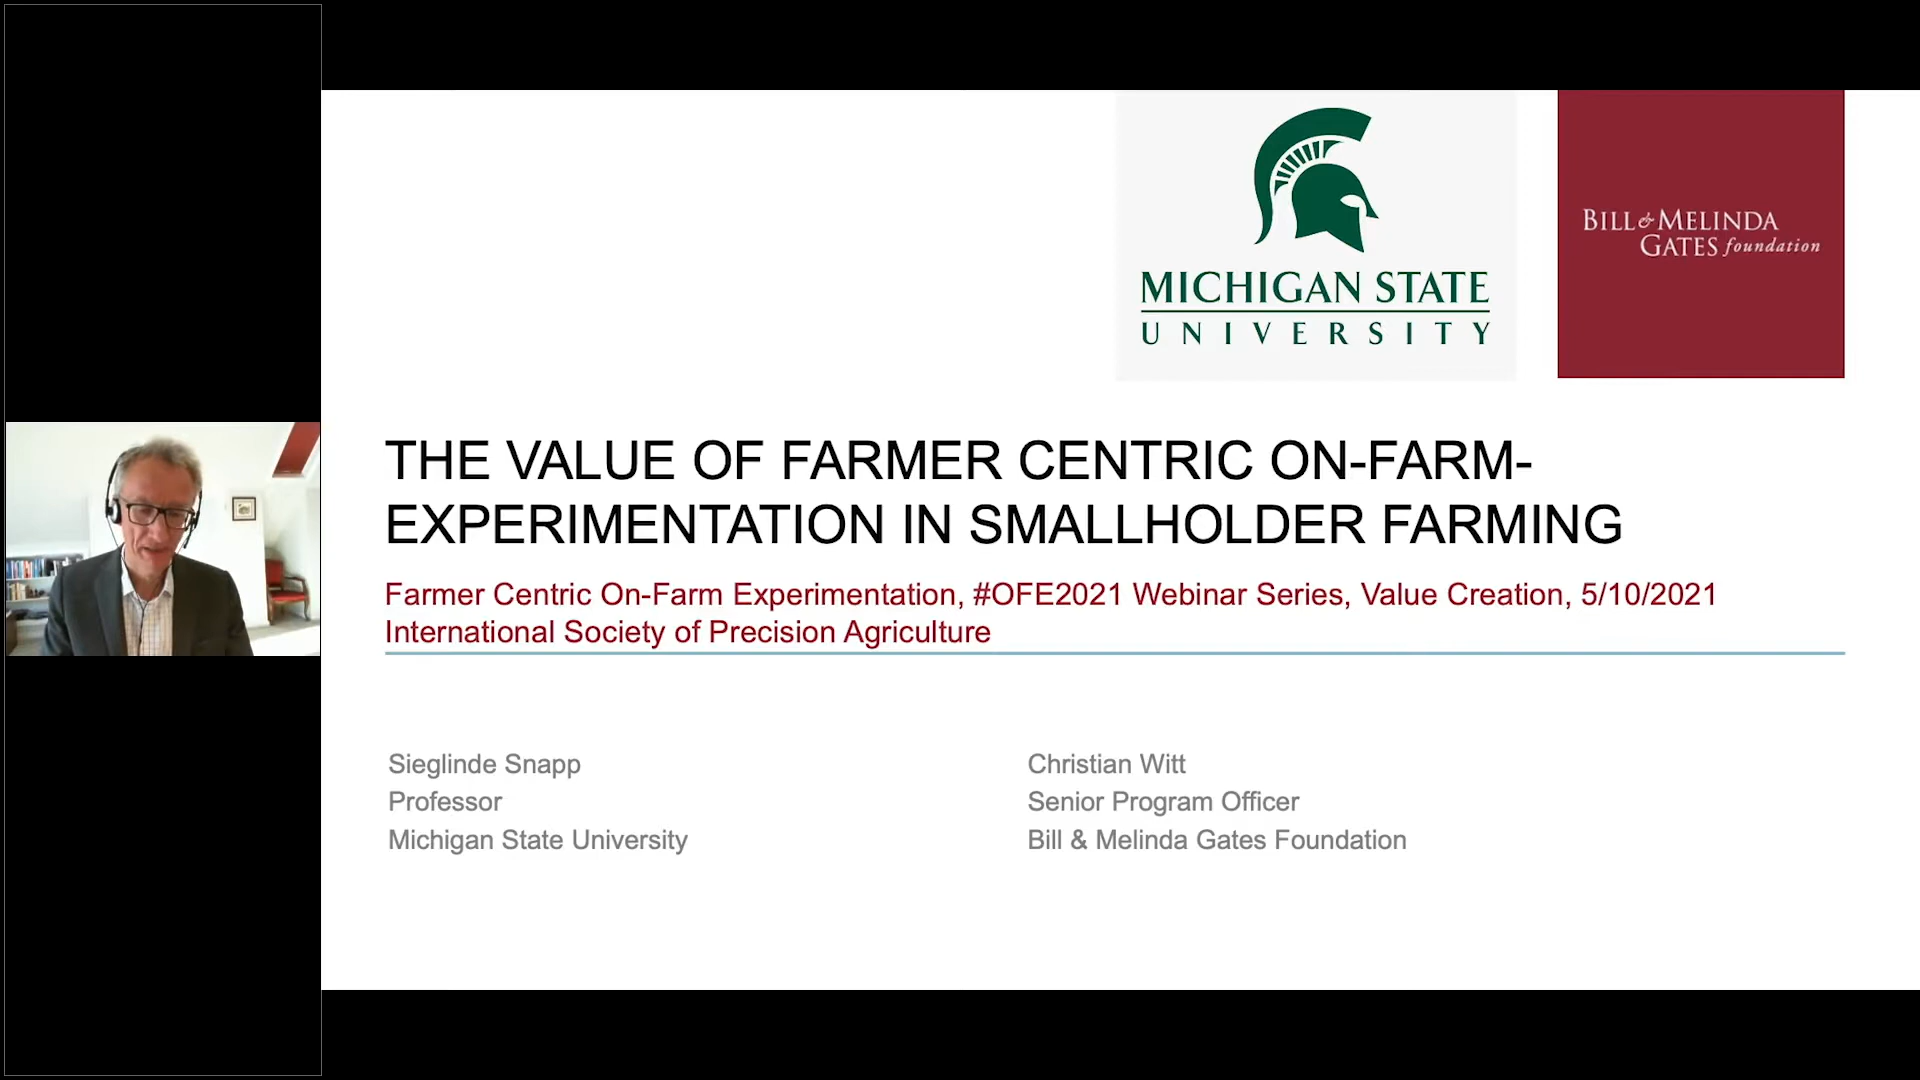 MICHIGAN STATE
UNIVERSITY
BILL & MELINDA
GATES foundation
THE VALUE OF FARMER CENTRIC ON-FARM-
EXPERIMENTATION IN SMALLHOLDER FARMING
Farmer Centric On-Farm Experimentation, #OFE2021 Webinar Series, Value Creation, 5/10/2021
International Society of Precision Agriculture
Sieglinde Snapp
Professor
Michigan State University
Christian Witt
Senior Program Officer
Bill & Melinda Gates Foundation